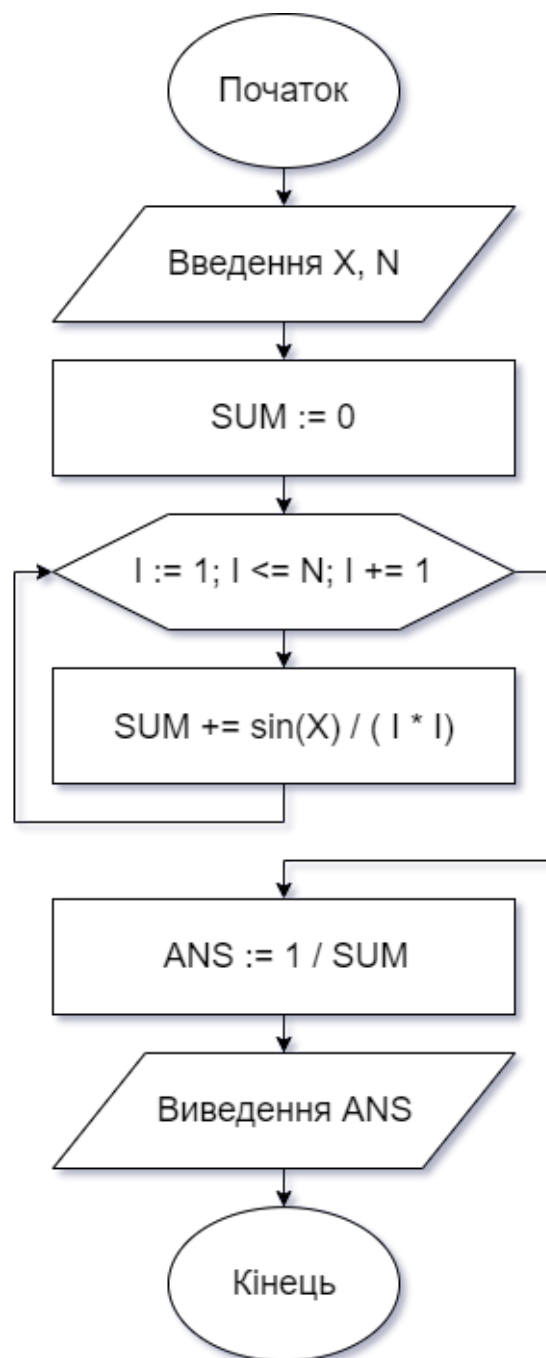 Початок
Введення X, N
SUM := 0
I := 1; I <= N; I += 1
SUM += sin(X) / ( I * I)
ANS := 1 / SUM
Виведення ANS
Кінець